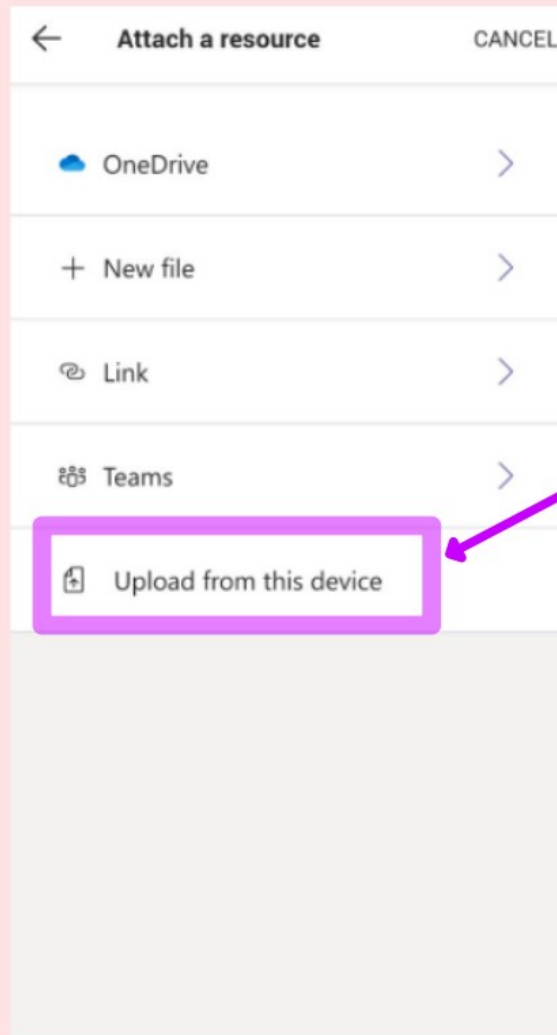 Attach a resource CANCEL
OneDrive
New file
Link
Teams
Upload from this device